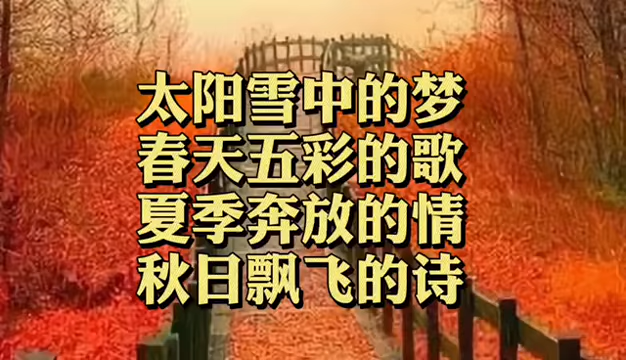 太阳雪中的梦
春天五彩的歌
夏季奔放的情
秋日飘飞的诗